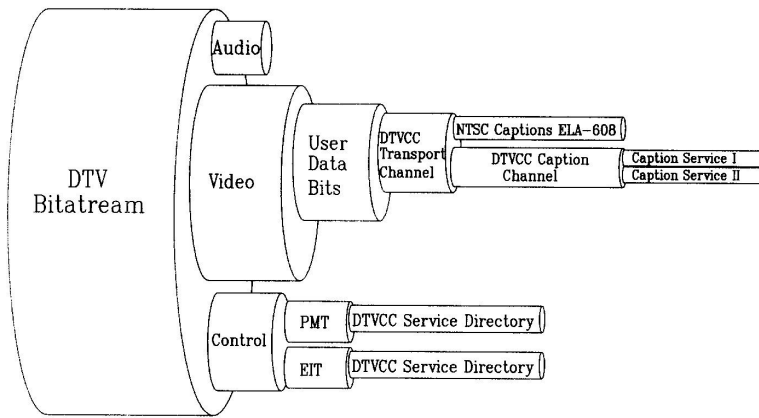 Audio
DTV
Bitatream
Video
User
Data
Bits
DTVCC
Transport
Channel
NTSC Captions ELA-608
DTVCC Caption
Channel
Caption Service I
Caption Service II
Control
PMT
DTVCC Service Directory
EIT
DTVCC Service Directory